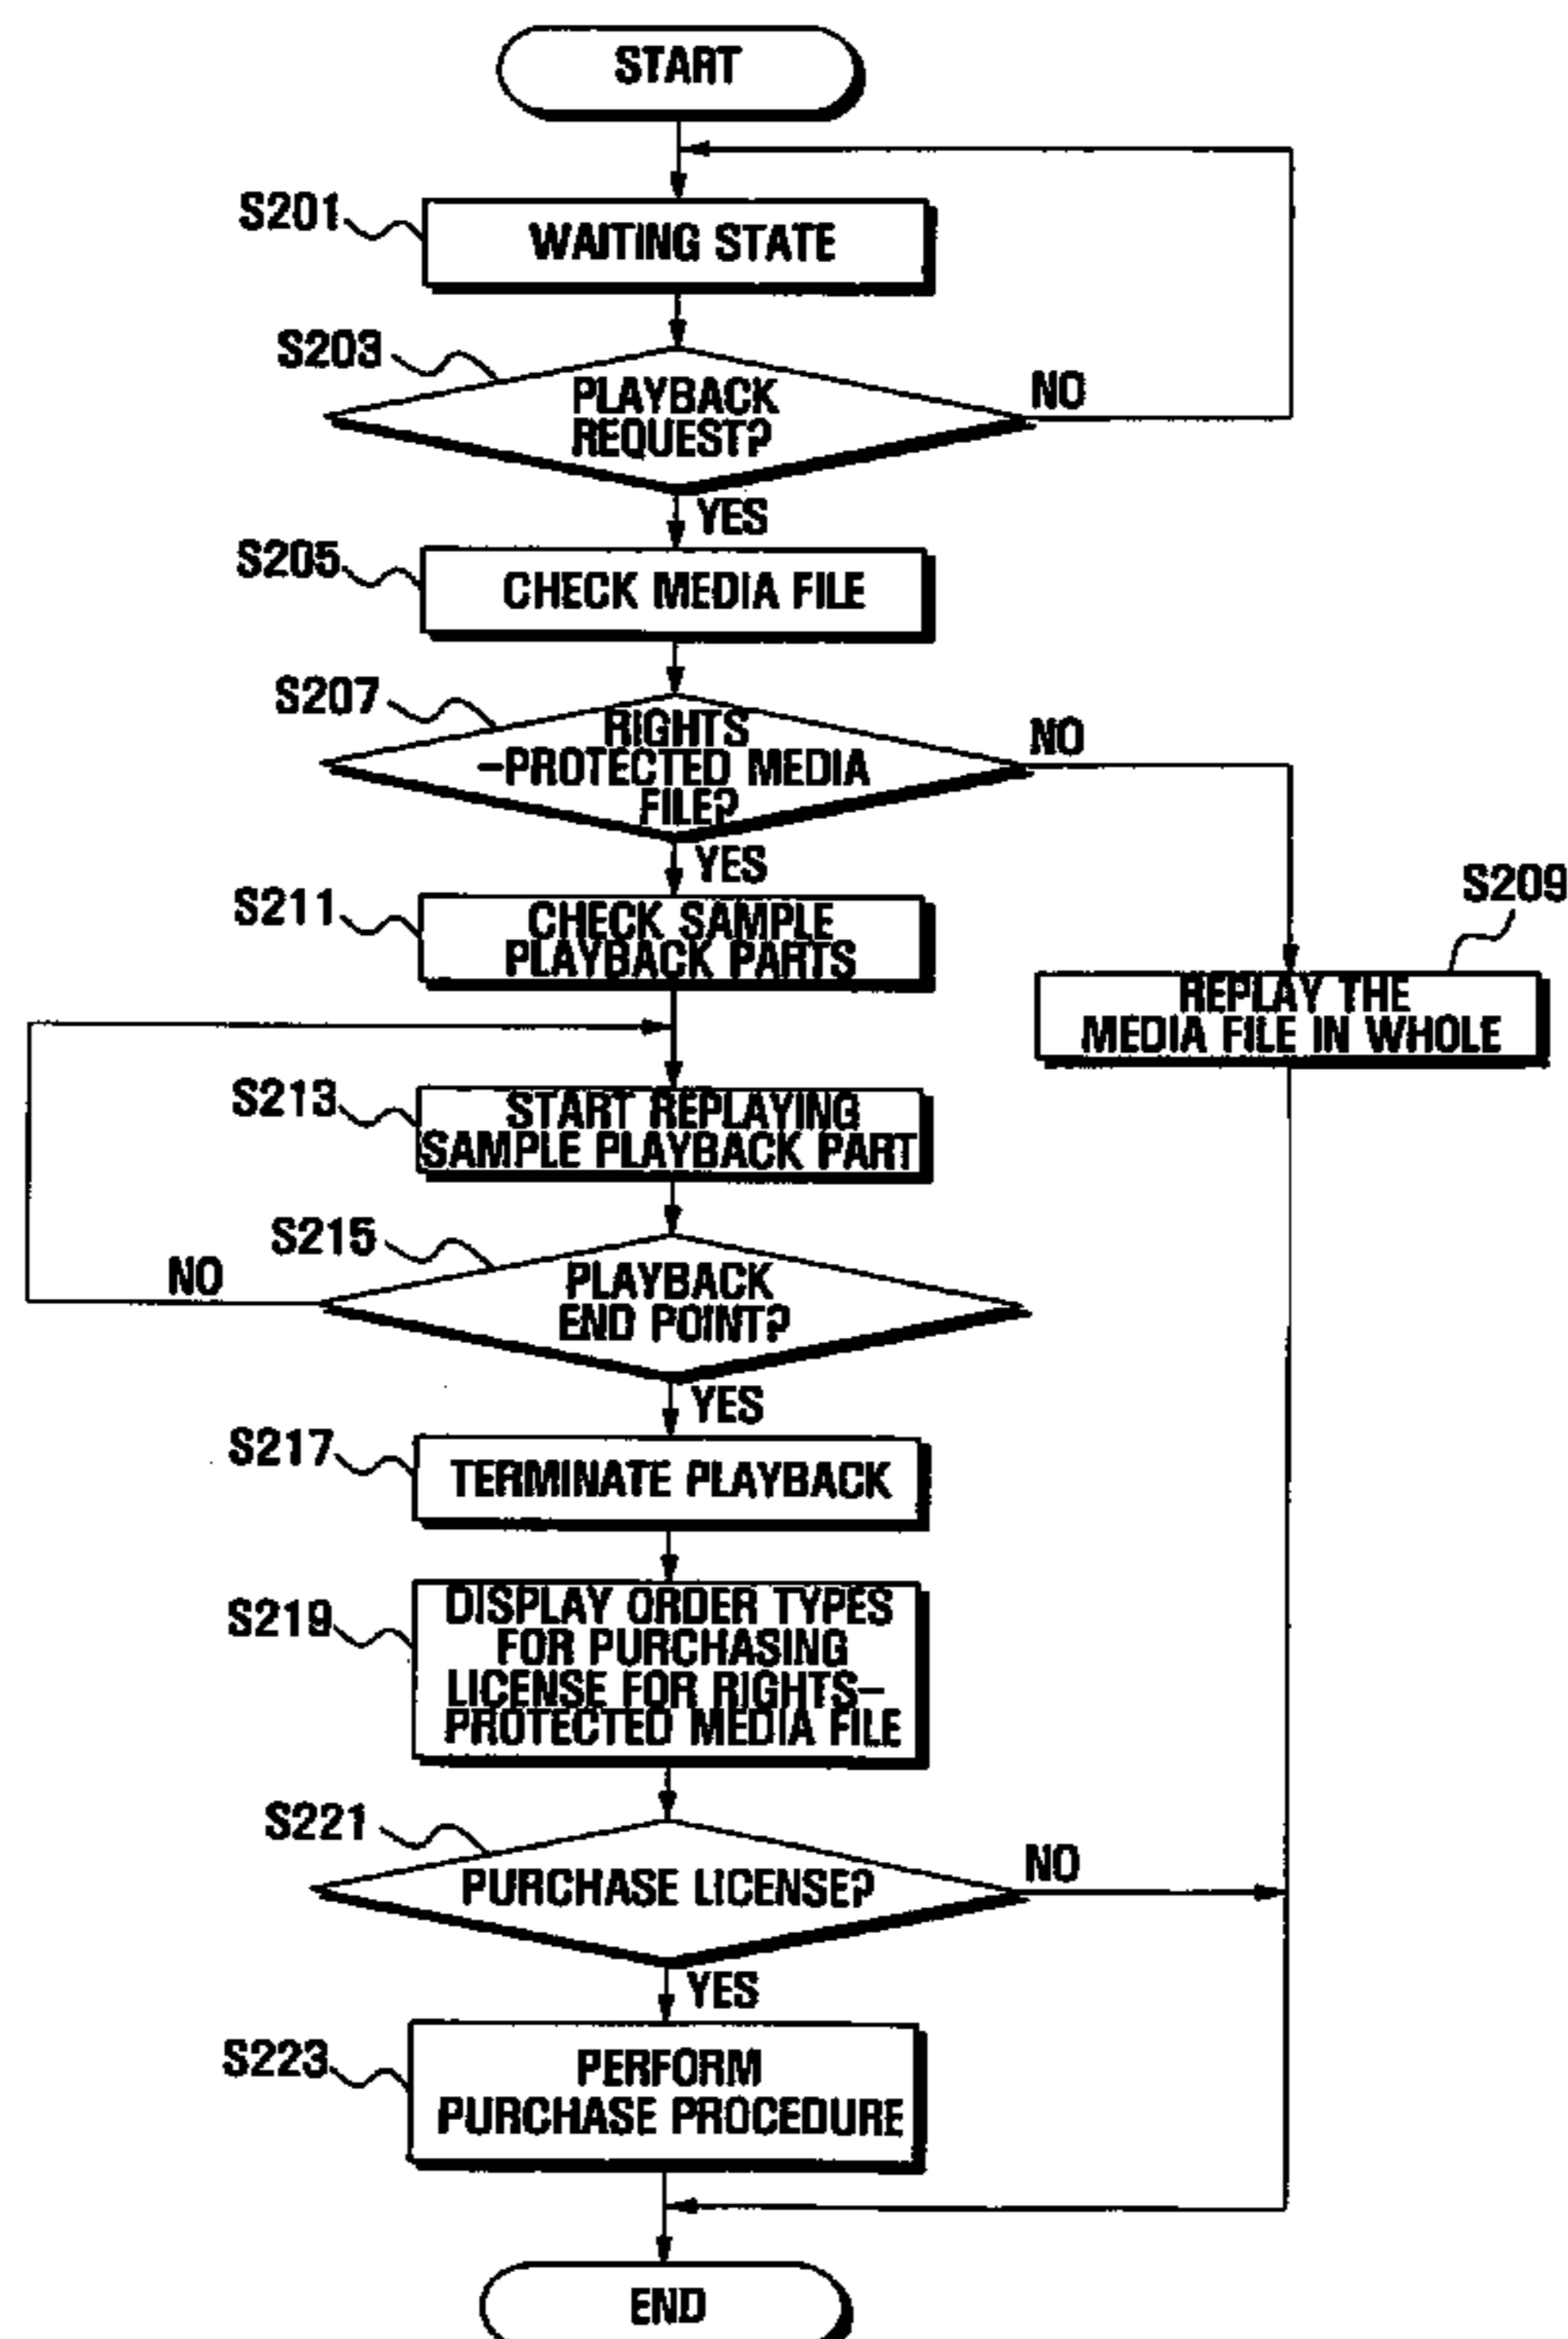 START
S201
WAITING STATE
S203
PLAYBACK
REQUEST?
NO
YES
S205
CHECK MEDIA FILE
S207
RIGHTS
-PROTECTED MEDIA
FILE?
NO
YES
S209
REPLAY THE
MEDIA FILE IN WHOLE
S211
CHECK SAMPLE
PLAYBACK PARTS
S213
START REPLAYING
SAMPLE PLAYBACK PART
S215
PLAYBACK
END POINT?
NO
YES
S217
TERMINATE PLAYBACK
S219
DISPLAY ORDER TYPES
FOR PURCHASING
LICENSE FOR RIGHTS-
PROTECTED MEDIA FILE
S221
PURCHASE LICENSE?
NO
YES
S223
PERFORM
PURCHASE PROCEDURE
END